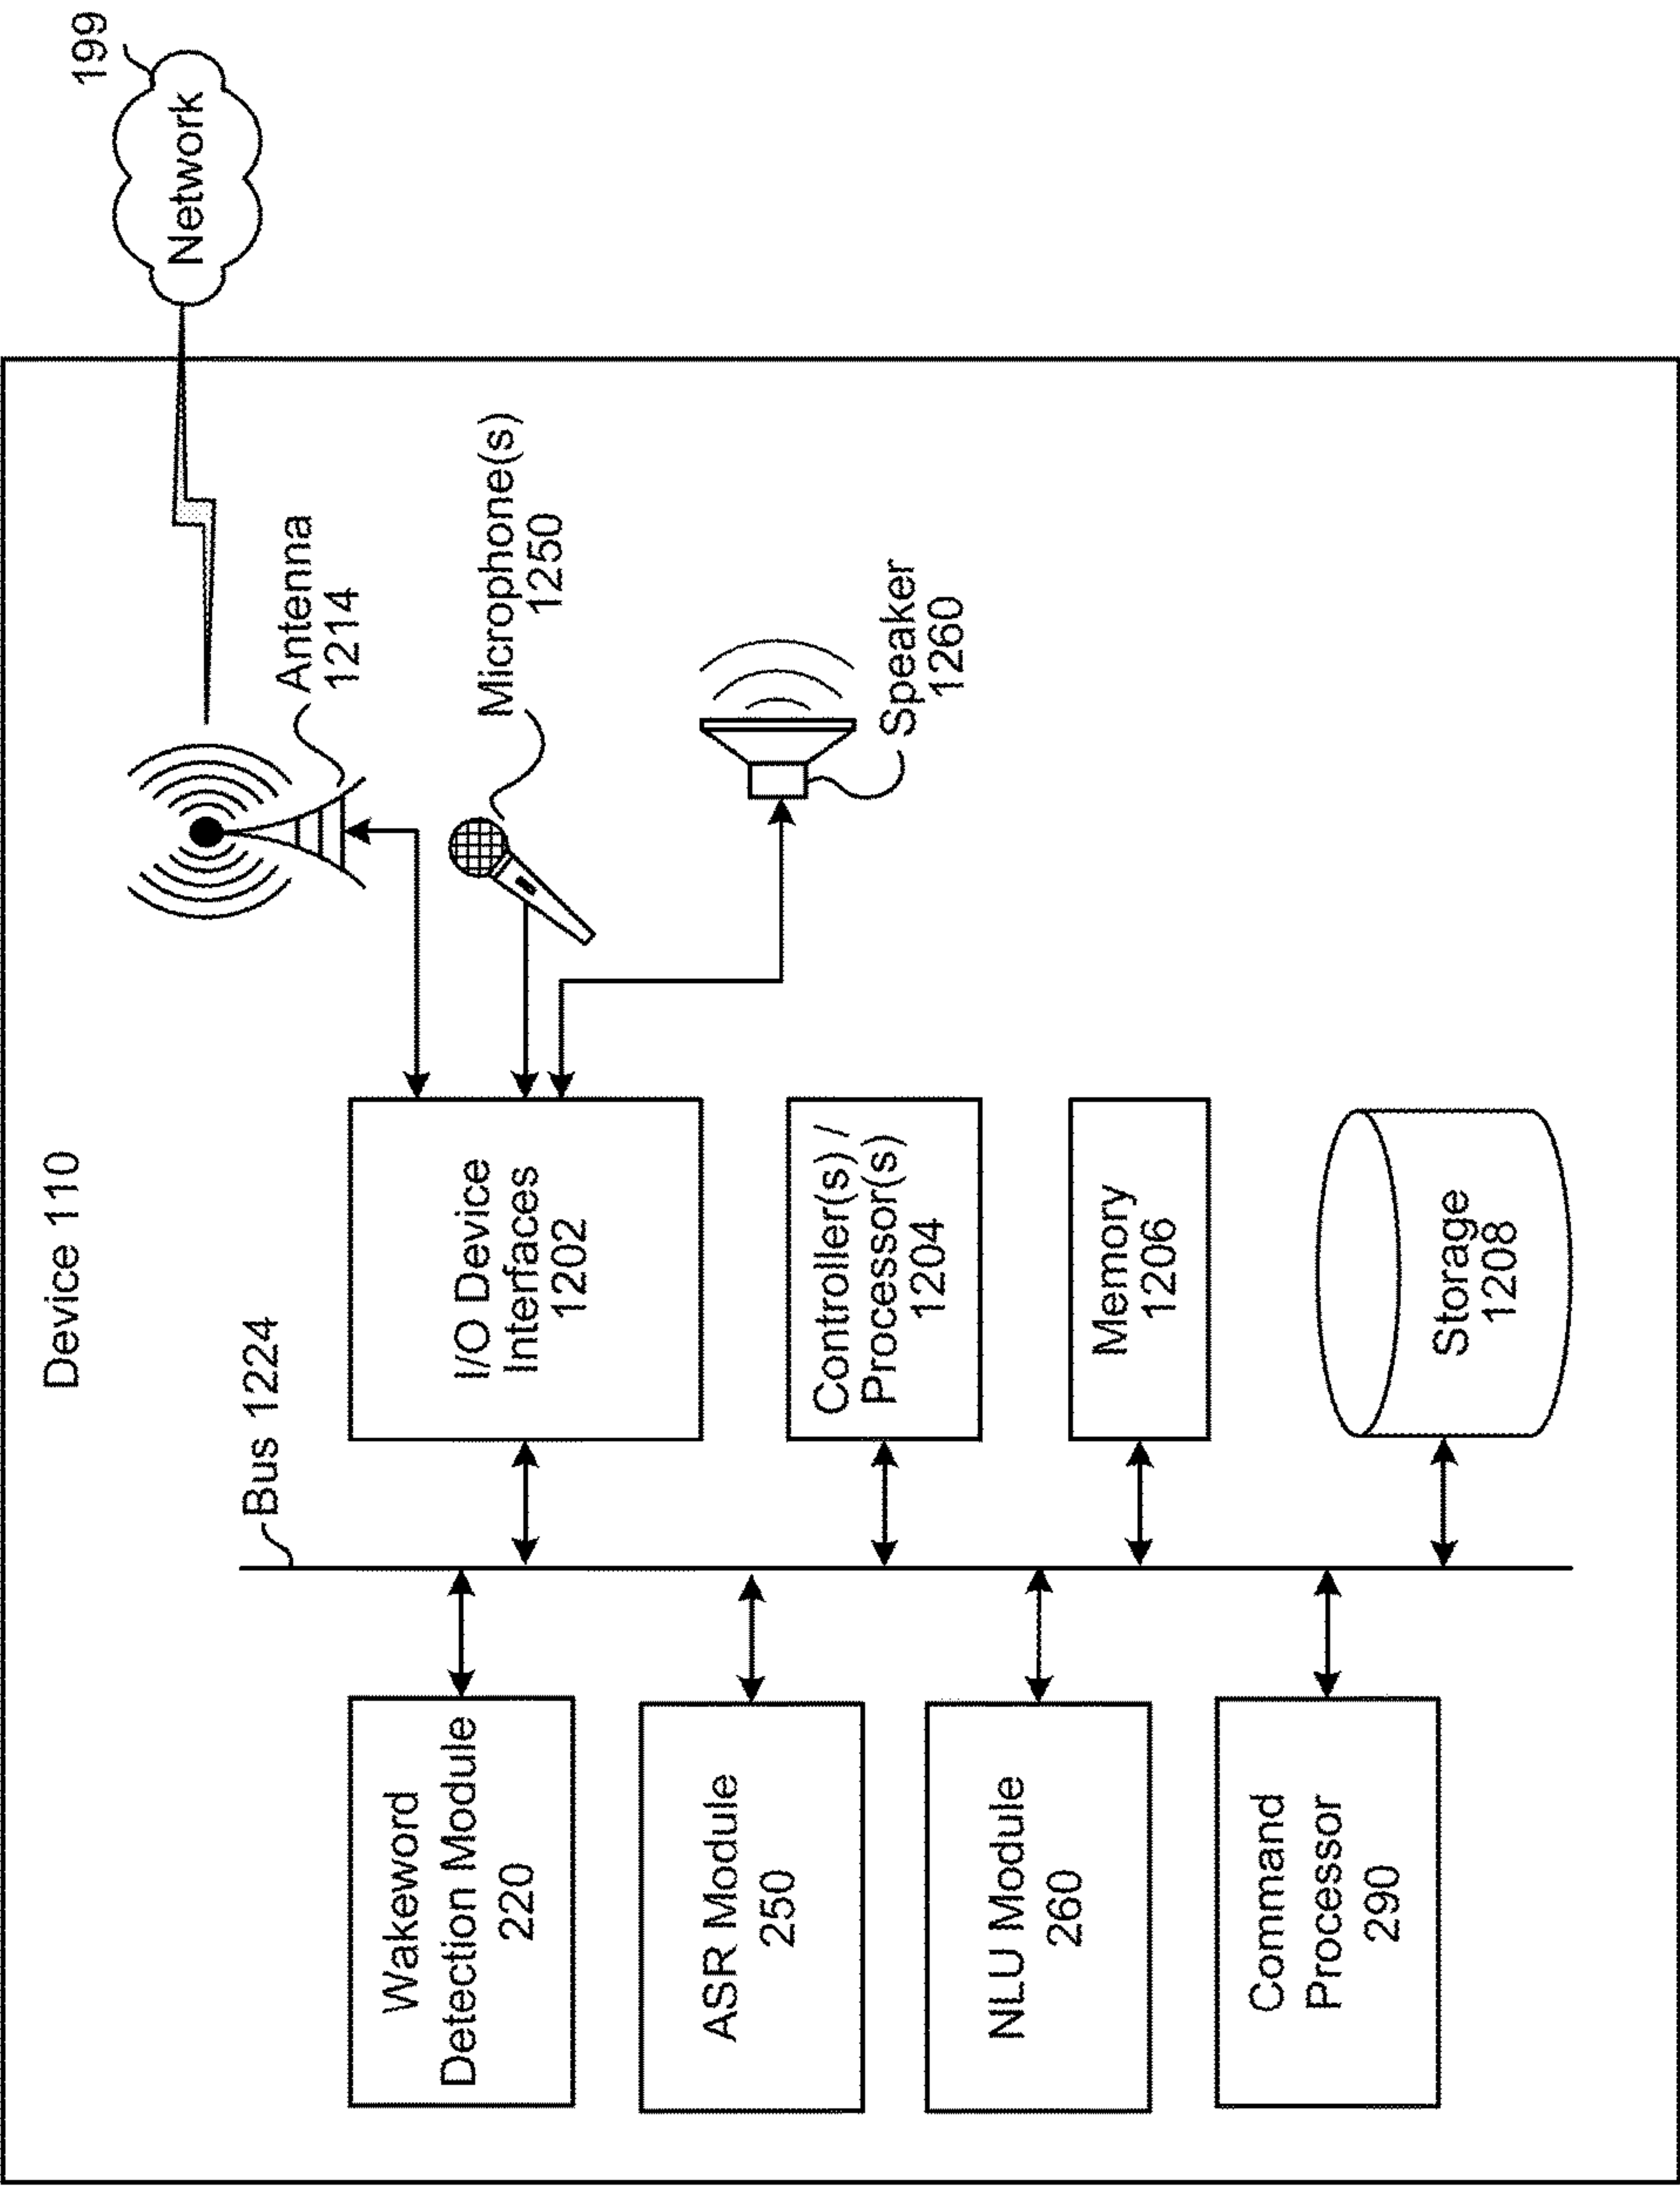 Device 110
Bus 1224
Wakeword
Detection Module
220
ASR Module
250
NLU Module
260
Command
Processor
290
I/O Device
Interfaces
1202
Controller(s) /
Processor(s)
1204
Memory
1206
Storage
1208
Antenna
1214
Microphone(s)
1250
Speaker
1260
199
Network